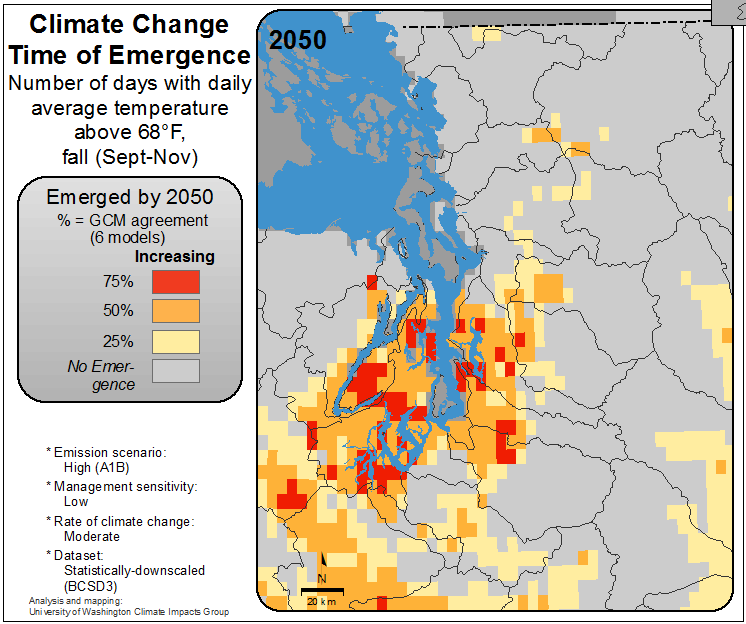 Climate Change
Time of Emergence
Number of days with daily
average temperature
above 68°F,
fall (Sept-Nov)
Emerged by 2050
% = GCM agreement
(6 models)
Increasing
75%
50%
25%
No Emer-
gence
* Emission scenario:
High (A1B)
* Management sensitivity:
Low
* Rate of climate change:
Moderate
* Dataset:
Statistically-downscaled
(BCSD3)
Analysis and mapping:
University of Washington Climate Impacts Group
2050
N
20 km